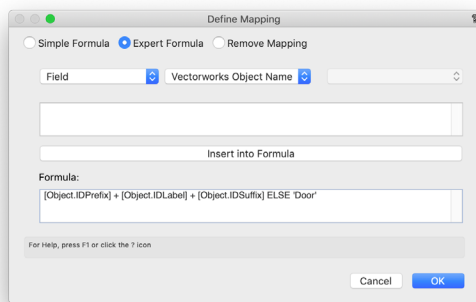 Define Mapping
Simple Formula Expert Formula Remove Mapping
Field Vectorworks Object Name
Insert into Formula
Formula:
[Object.IDPrefix] + [Object.IDLabel] + [Object.IDSuffix] ELSE 'Door'
For Help, press F1 or click the ? icon
Cancel OK